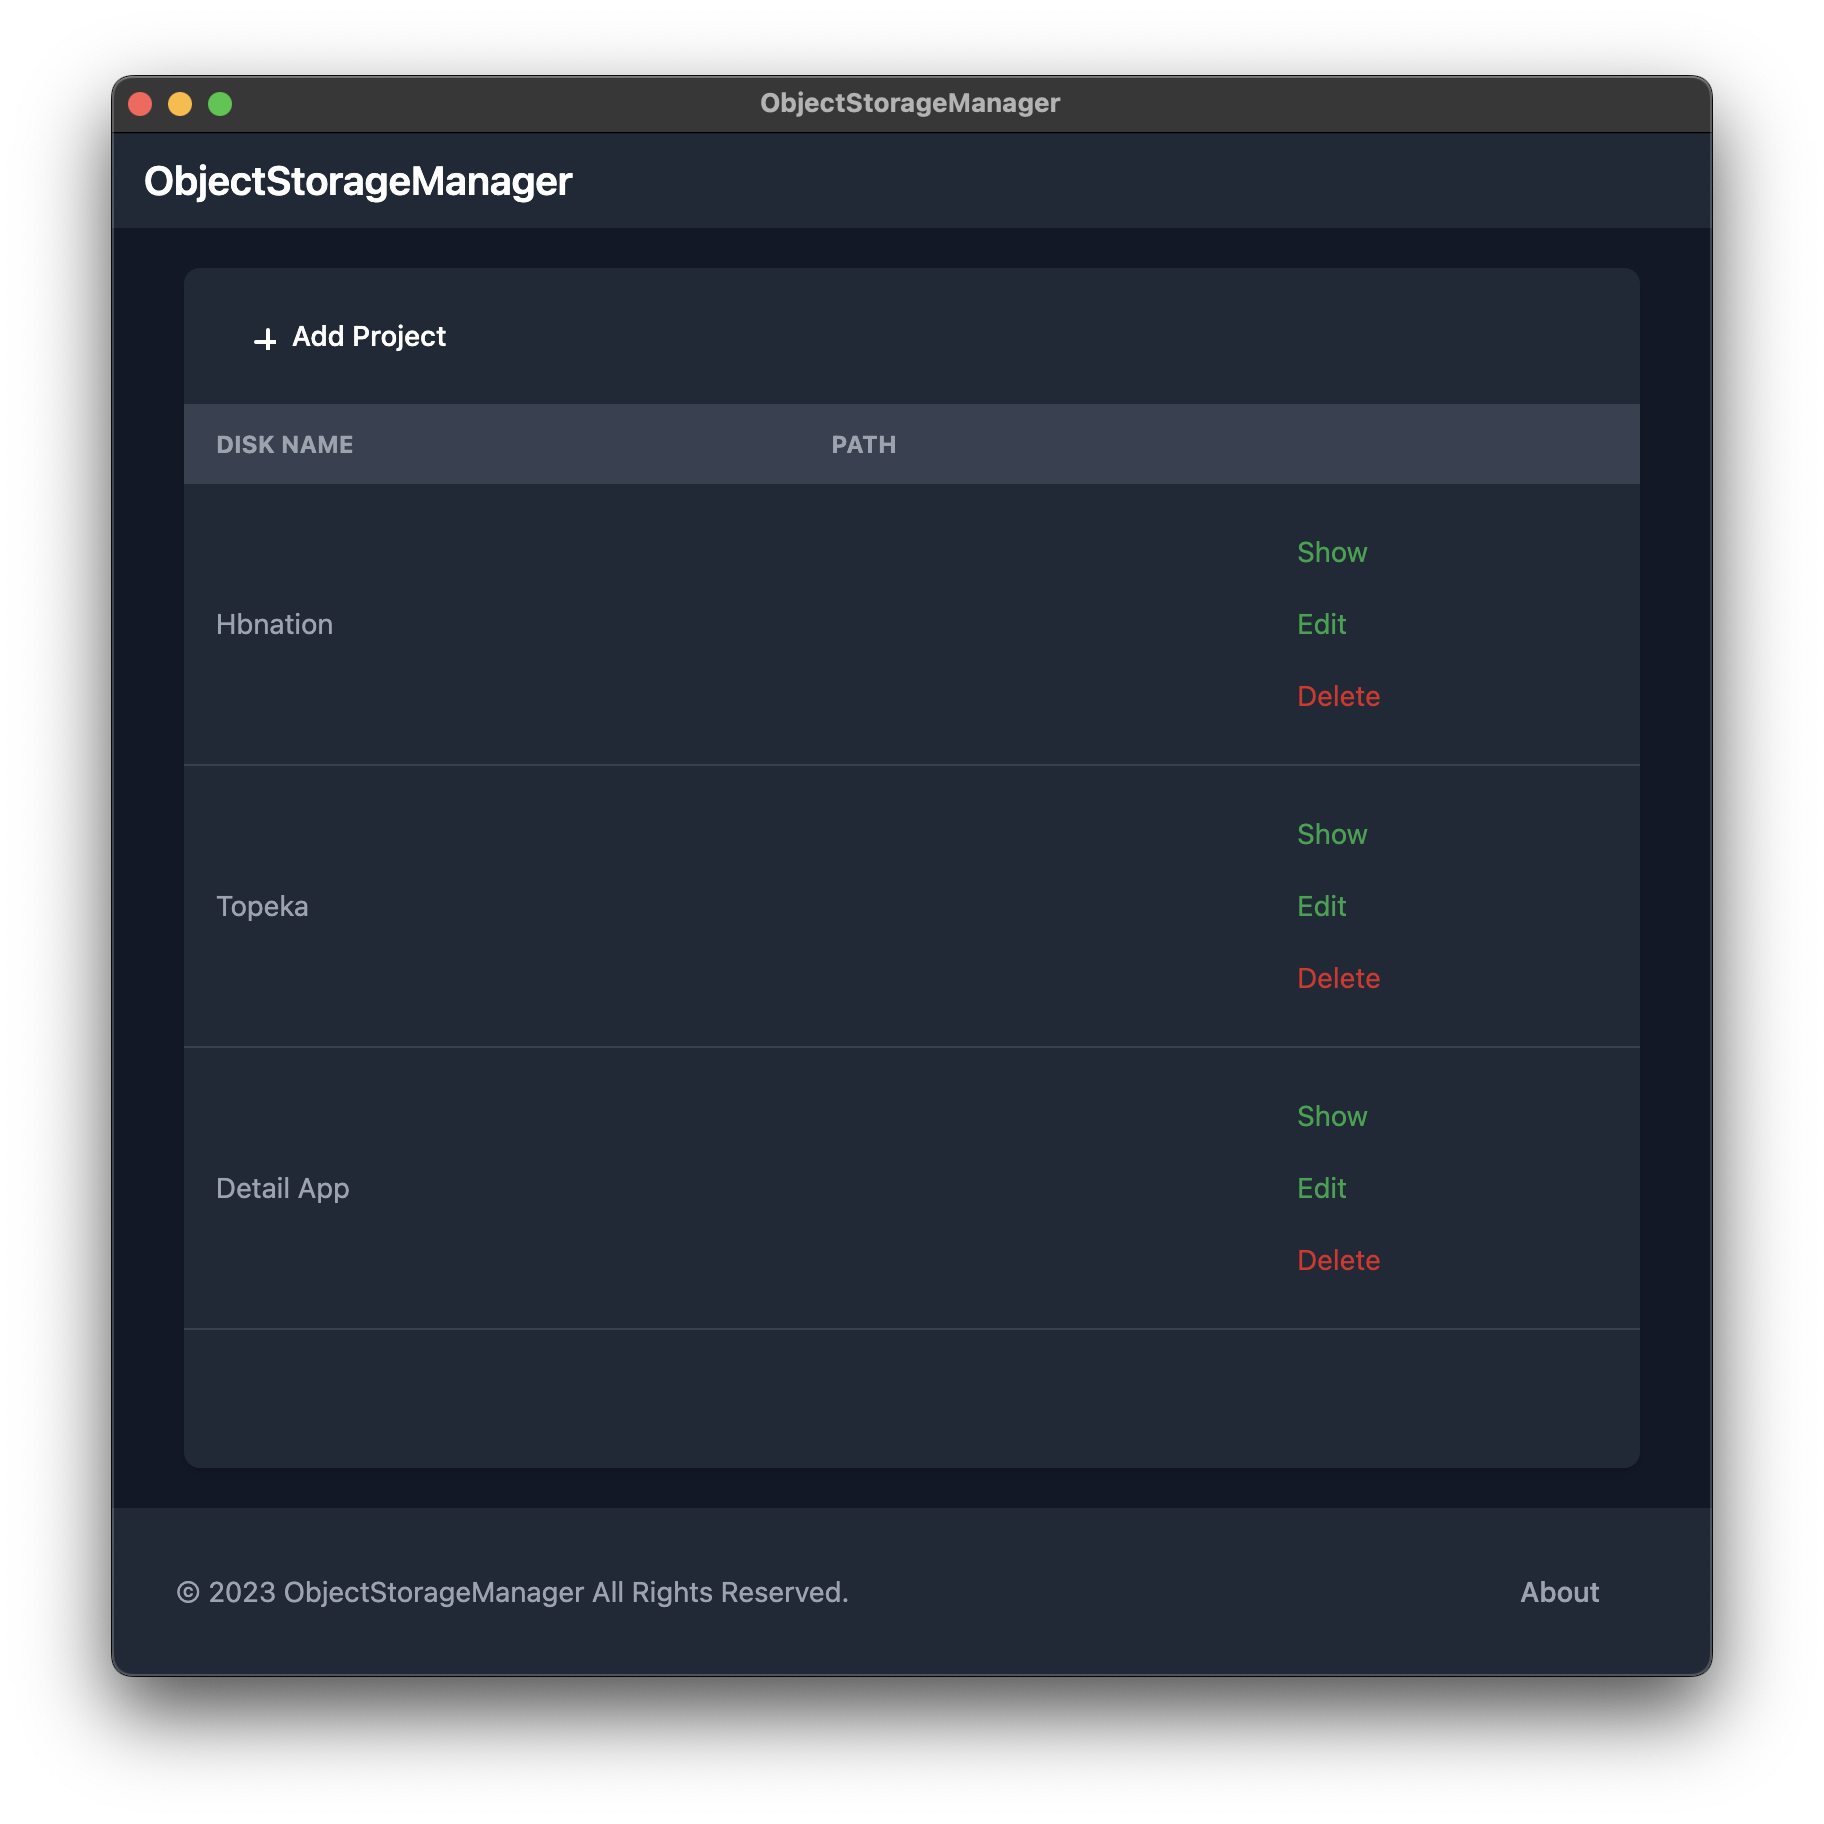 ObjectStorageManager
ObjectStorageManager
+ Add Project
DISK NAME PATH
Show
Hbnation Edit
Delete
Show
Topeka Edit
Delete
Show
Detail App Edit
Delete
© 2023 ObjectStorageManager All Rights Reserved. About